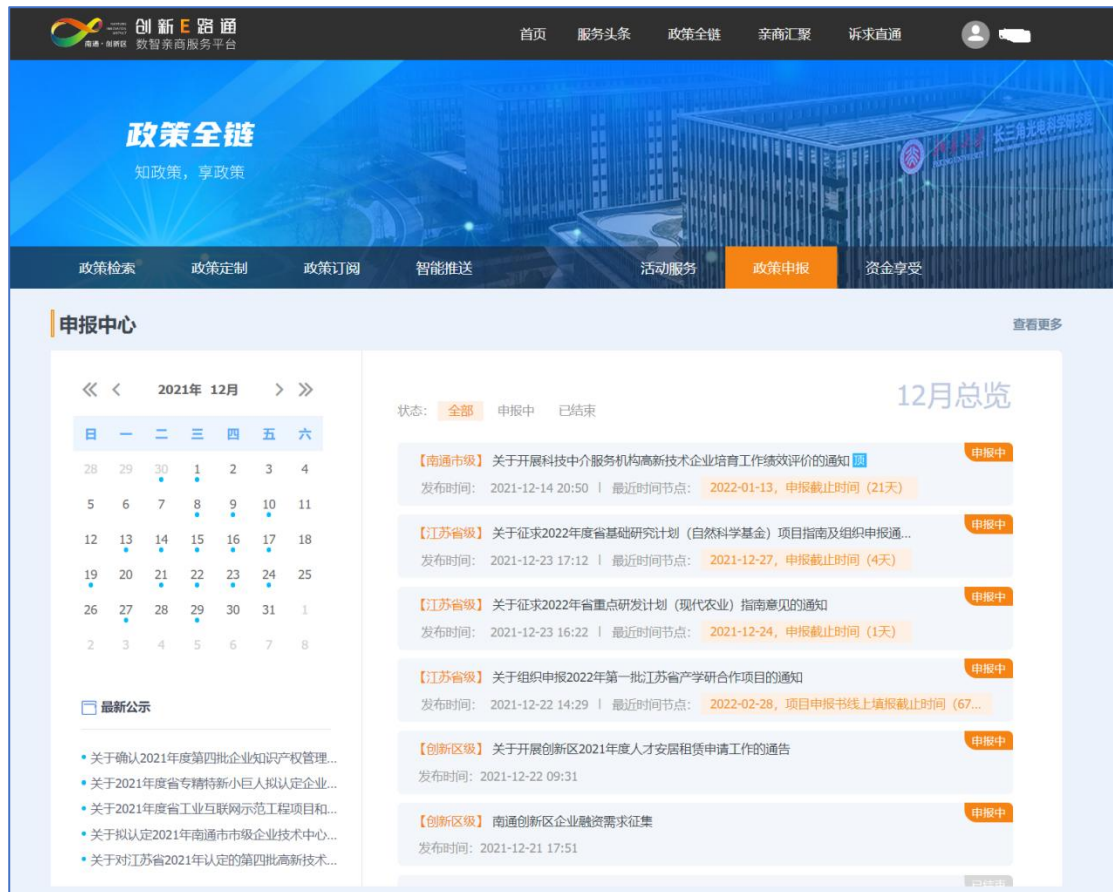 创新E路通
南通·创新区 数智亲商服务平台
首页 服务头条 政策全链 亲商汇聚 诉求直通
政策全链
知政策，享政策
长三角光电科学研究院
政策检索 政策定制 政策订阅 智能推送 活动服务 政策申报 资金享受
申报中心
查看更多
2021年 12月
日 一 二 三 四 五 六
28 29 30 1 2 3 4
5 6 7 8 9 10 11
12 13 14 15 16 17 18
19 20 21 22 23 24 25
26 27 28 29 30 31 1
2 3 4 5 6 7 8
最新公示
• 关于确认2021年度第四批企业知识产权管理...
• 关于2021年度省专精特新小巨人拟认定企业...
• 关于2021年度省工业互联网示范工程项目和...
• 关于拟认定2021年南通市市级企业技术中心...
• 关于对江苏省2021年认定的第四批高新技术...
12月总览
状态： 全部 申报中 已结束
【南通市级】 关于开展科技中介服务机构高新技术企业培育工作绩效评价的通知 顶 申报中
发布时间： 2021-12-14 20:50 | 最近时间节点： 2022-01-13，申报截止时间（21天）
【江苏省级】 关于征求2022年度省基础研究计划（自然科学基金）项目指南及组织申报通... 申报中
发布时间： 2021-12-23 17:12 | 最近时间节点： 2021-12-27，申报截止时间（4天）
【江苏省级】 关于征求2022年省重点研发计划（现代农业）指南意见的通知 申报中
发布时间： 2021-12-23 16:22 | 最近时间节点： 2021-12-24，申报截止时间（1天）
【江苏省级】 关于组织申报2022年第一批江苏省产学研合作项目的通知 申报中
发布时间： 2021-12-22 14:29 | 最近时间节点： 2022-02-28，项目申报书线上填报截止时间（67...
【创新区级】 关于开展创新区2021年度人才安居租赁申请工作的通告 申报中
发布时间：2021-12-22 09:31
【创新区级】 南通创新区企业融资需求征集 申报中
发布时间：2021-12-21 17:51